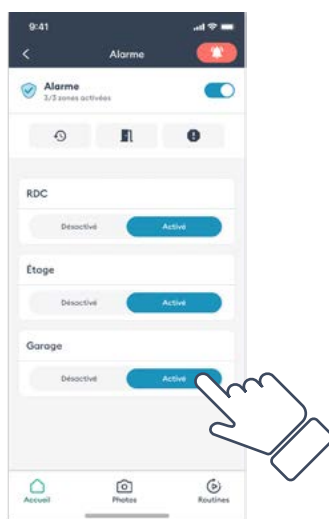 9:41
Alarme
Alarme
3/3 zones activées
RDC
Désactivé Activé
Étage
Désactivé Activé
Garage
Désactivé Activé
Accueil Photos Routines